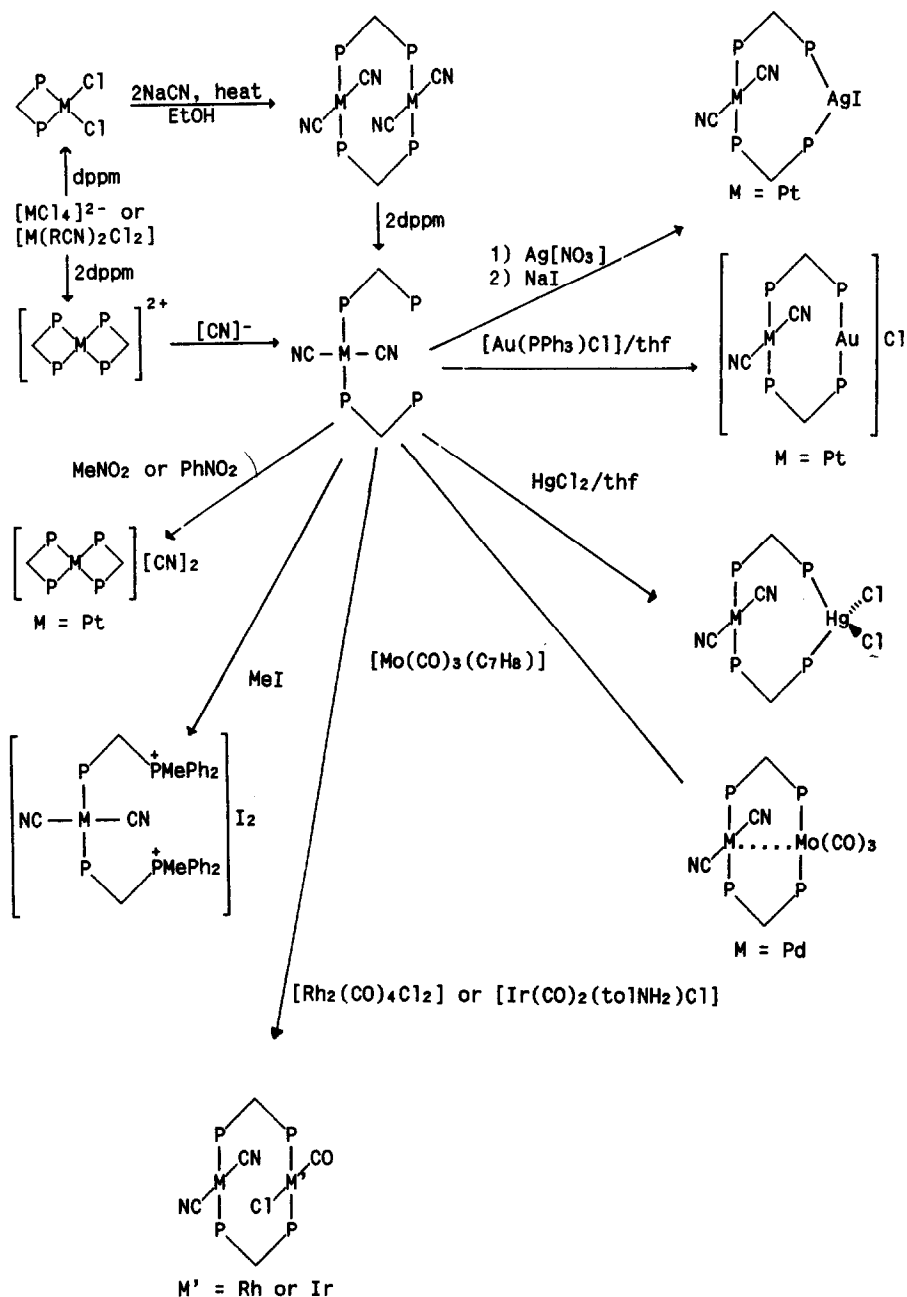 P
M
Cl
P
Cl
2NaCN, heat
EtOH
P P
CN CN
M M
NC NC
P P
P P
CN
M AgI
NC
P P
M = Pt
dppm
[MCl₄]²⁻ or
[M(RCN)₂Cl₂]
2dppm
2dppm
1) Ag[NO₃]
2) NaI
[P P M P P]²⁺
[CN]⁻
P P
NC—M—CN
P P
[Au(PPh₃)Cl]/thf
P P
CN
M Au
NC
P P
Cl
M = Pt
MeNO₂ or PhNO₂
HgCl₂/thf
[P P M P P][CN]₂
M = Pt
P P
CN Cl
M Hg
NC Cl
P P
MeI
[Mo(CO)₃(C₇H₈)]
P P⁺MePh₂
NC—M—CN
P P⁺MePh₂
I₂
P P
CN
M.....Mo(CO)₃
NC
P P
M = Pd
[Rh₂(CO)₄Cl₂] or [Ir(CO)₂(tolNH₂)Cl]
P P
CN CO
M M'
NC Cl
P P
M' = Rh or Ir